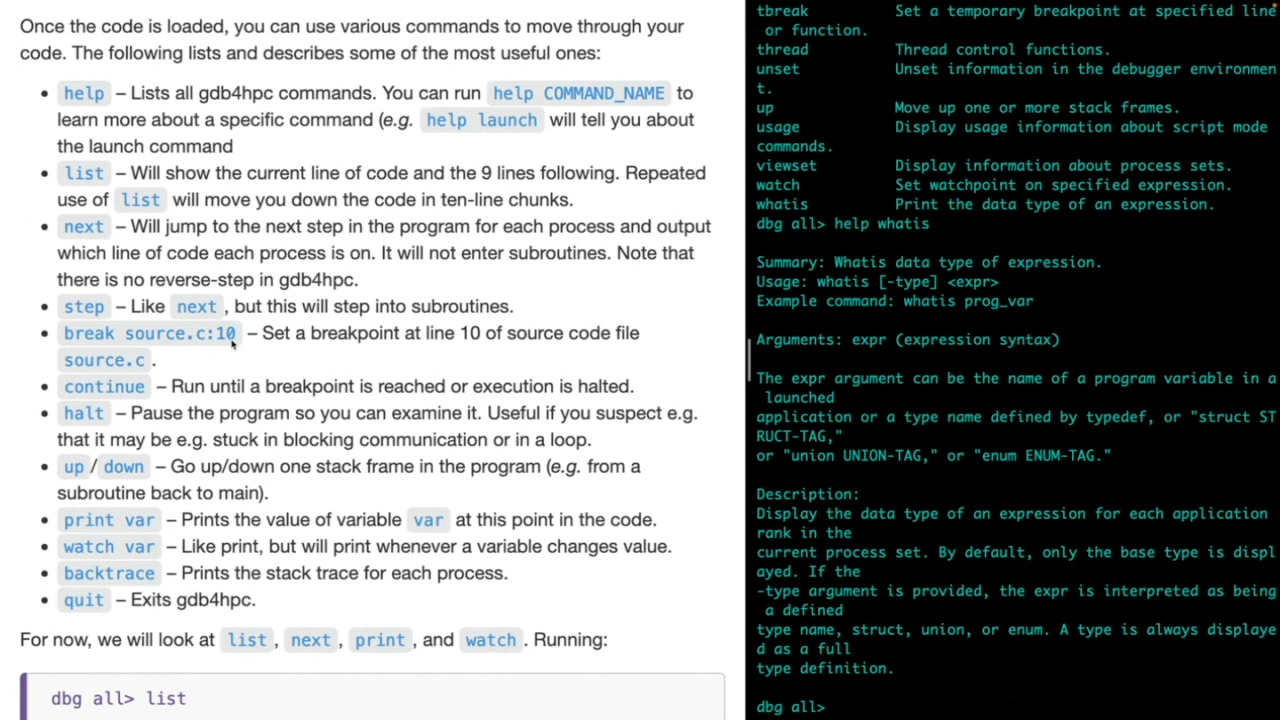 Once the code is loaded, you can use various commands to move through your
code. The following lists and describes some of the most useful ones:
• help – Lists all gdb4hpc commands. You can run help COMMAND_NAME to
learn more about a specific command (e.g. help launch will tell you about
the launch command
• list – Will show the current line of code and the 9 lines following. Repeated
use of list will move you down the code in ten-line chunks.
• next – Will jump to the next step in the program for each process and output
which line of code each process is on. It will not enter subroutines. Note that
there is no reverse-step in gdb4hpc.
• step – Like next, but this will step into subroutines.
• break source.c:10 – Set a breakpoint at line 10 of source code file
source.c.
• continue – Run until a breakpoint is reached or execution is halted.
• halt – Pause the program so you can examine it. Useful if you suspect e.g.
that it may be e.g. stuck in blocking communication or in a loop.
• up / down – Go up/down one stack frame in the program (e.g. from a
subroutine back to main).
• print var – Prints the value of variable var at this point in the code.
• watch var – Like print, but will print whenever a variable changes value.
• backtrace – Prints the stack trace for each process.
• quit – Exits gdb4hpc.
For now, we will look at list, next, print, and watch. Running:
dbg all> list
tbreak Set a temporary breakpoint at specified line
or function.
thread Thread control functions.
unset Unset information in the debugger environmen
t.
up Move up one or more stack frames.
usage Display usage information about script mode
commands.
viewset Display information about process sets.
watch Set watchpoint on specified expression.
whatis Print the data type of an expression.
dbg all> help whatis
Summary: Whatis data type of expression.
Usage: whatis [-type] <expr>
Example command: whatis prog_var
Arguments: expr (expression syntax)
The expr argument can be the name of a program variable in a
launched
application or a type name defined by typedef, or "struct ST
RUCT-TAG,"
or "union UNION-TAG," or "enum ENUM-TAG."
Description:
Display the data type of an expression for each application
rank in the
current process set. By default, only the base type is displ
ayed. If the
-type argument is provided, the expr is interpreted as being
a defined
type name, struct, union, or enum. A type is always displaye
d as a full
type definition.
dbg all>